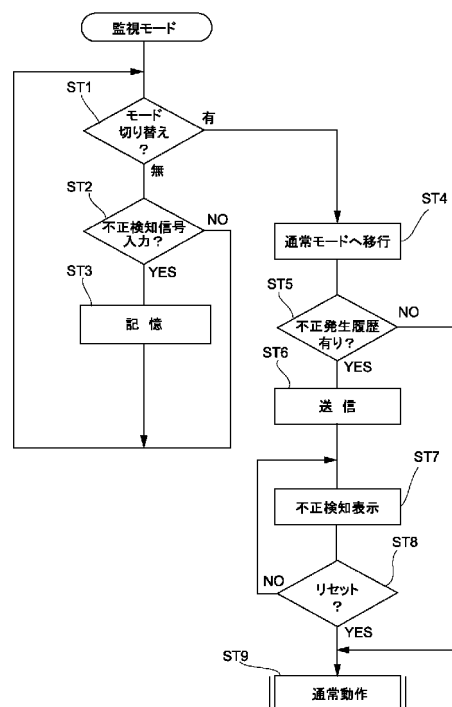 監視モード
ST1
モード
切り替え
?
有
無
ST2
不正検知信号
入力?
NO
YES
ST3
記 憶
ST4
通常モードへ移行
ST5
不正発生履歴
有り?
NO
YES
ST6
送 信
ST7
不正検知表示
ST8
リセット
?
NO
YES
ST9
通常動作